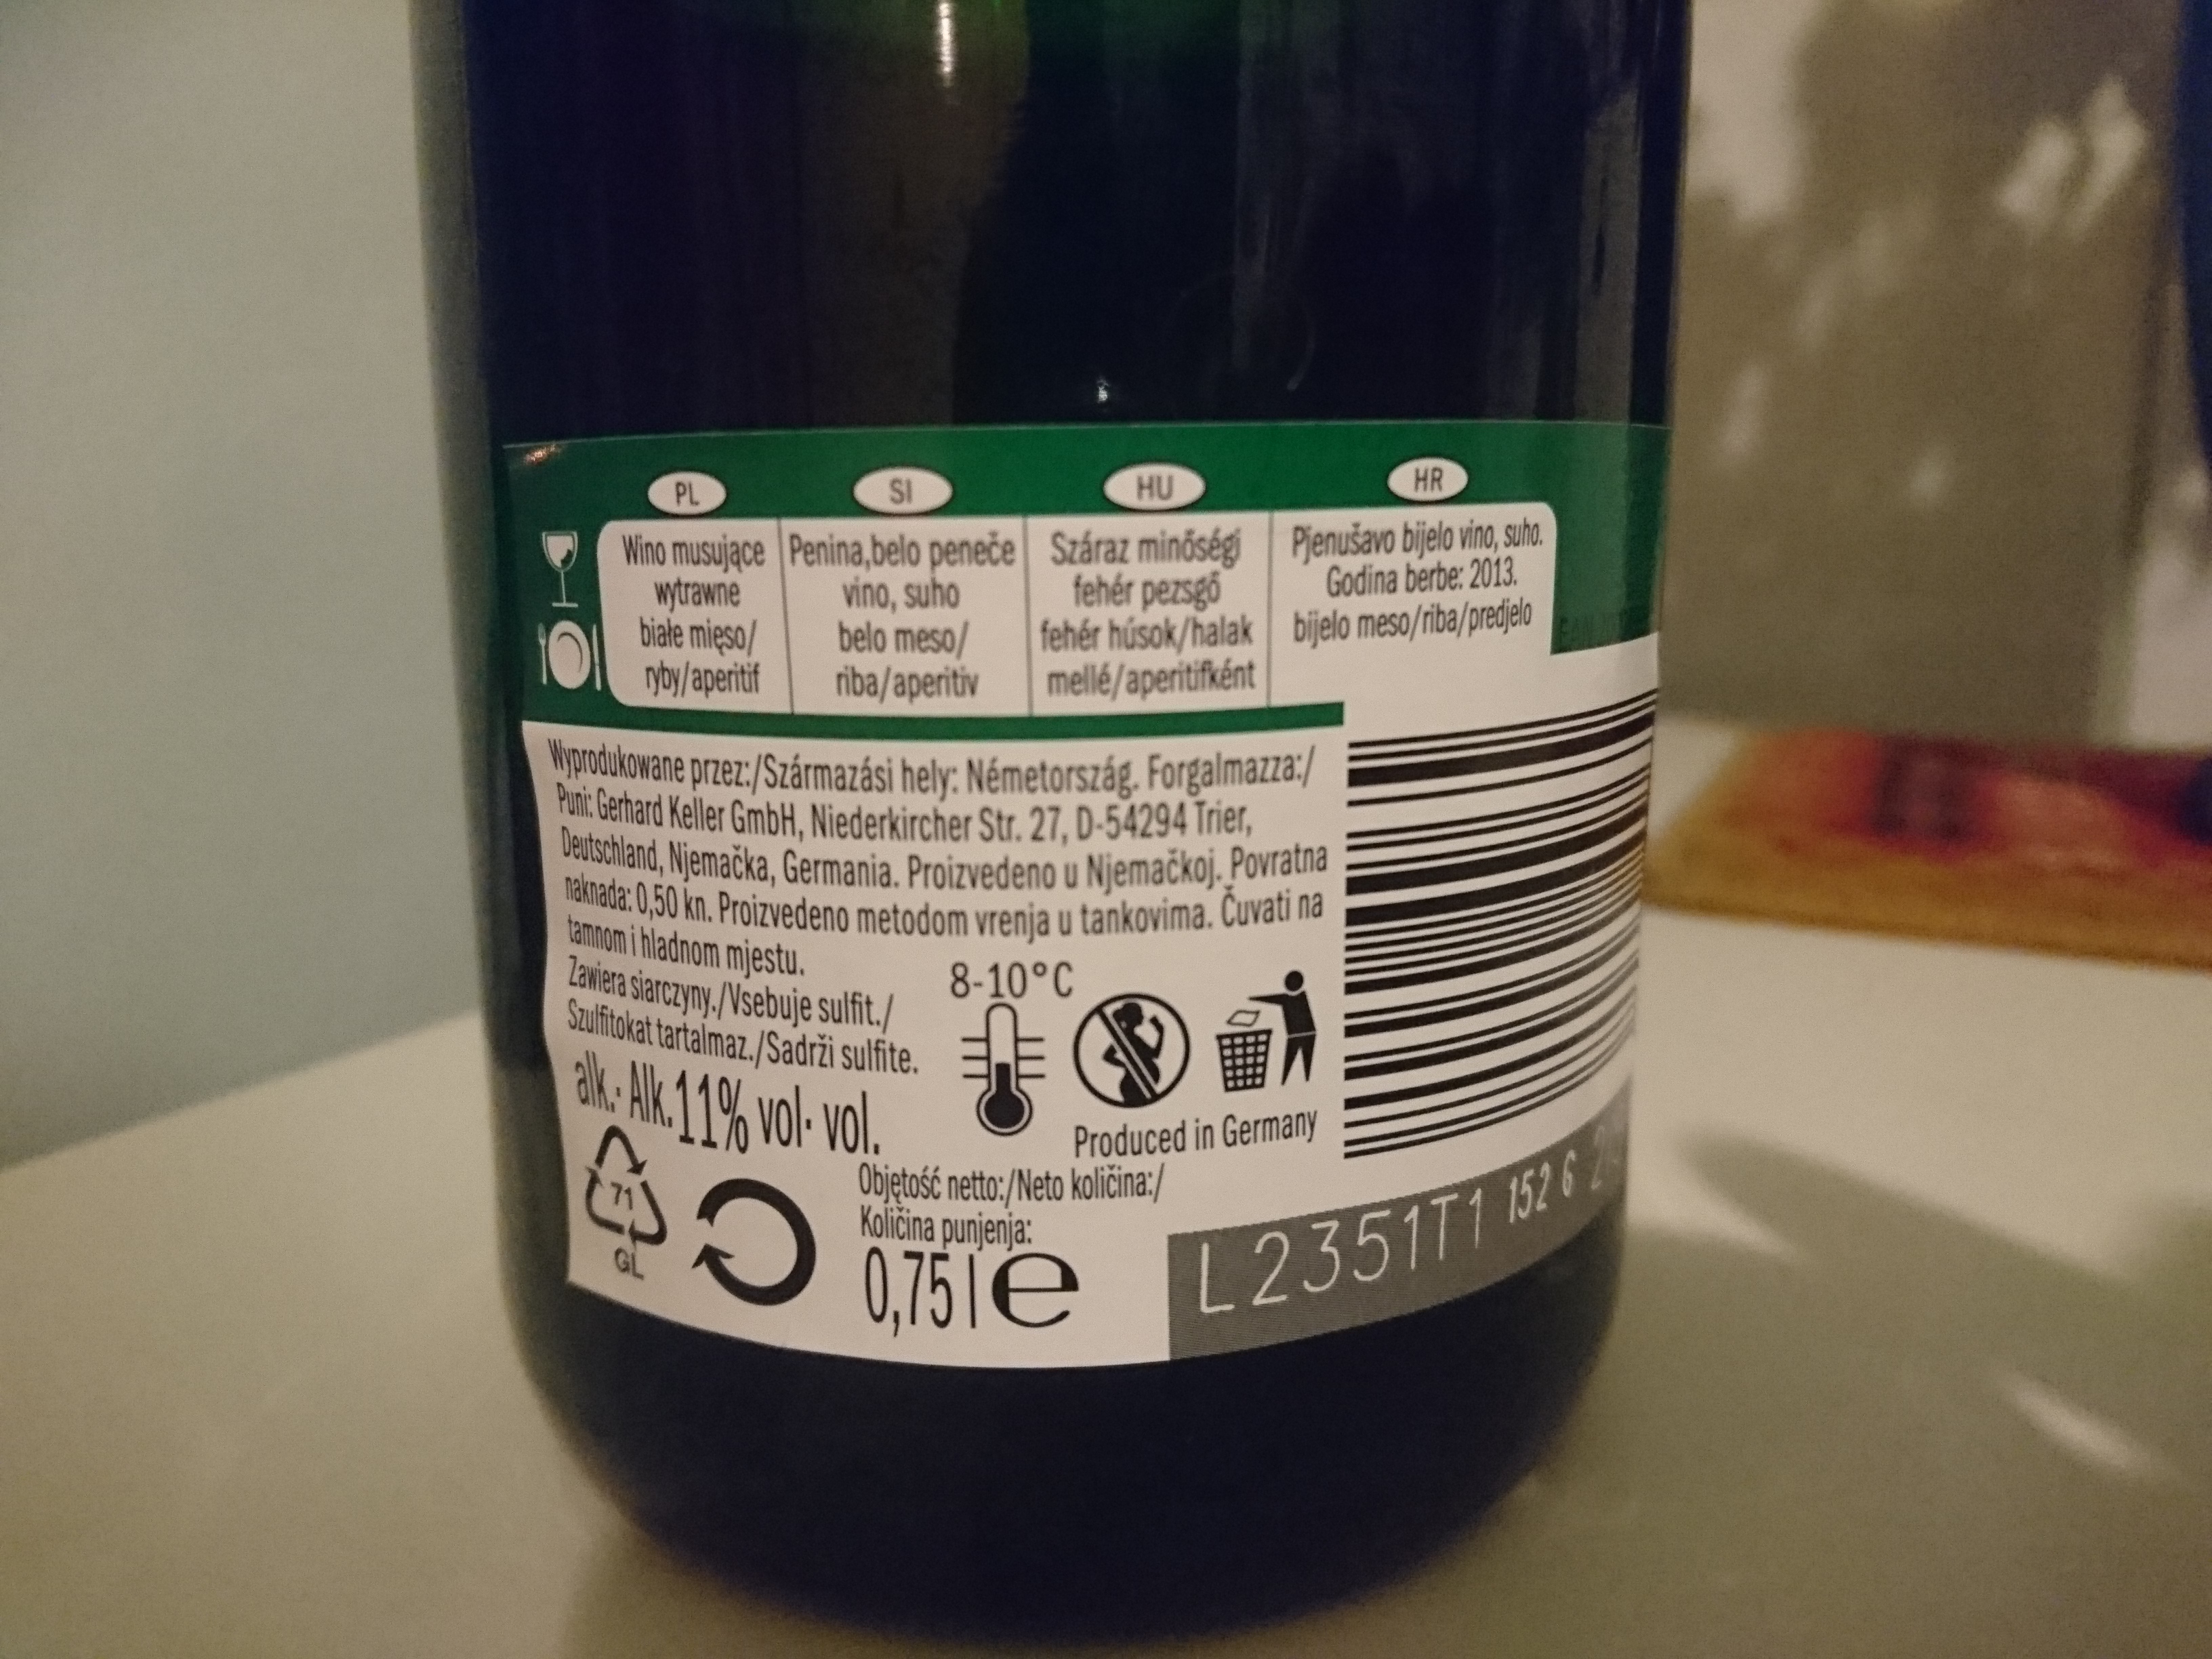 PL
SI
HU
HR
Wino musujące
wytrawne
białe mięso/
ryby/aperitif
Penina,belo peneče
vino, suho
belo meso/
riba/aperitiv
Száraz minőségi
fehér pezsgő
fehér húsok/halak
mellé/aperitifként
Pjenušavo bijelo vino, suho.
Godina berbe: 2013.
bijelo meso/riba/predjelo
Wyprodukowane przez:/Származási hely: Németország. Forgalmazza:/
Puni: Gerhard Keller GmbH, Niederkircher Str. 27, D-54294 Trier,
Deutschland, Njemačka, Germania. Proizvedeno u Njemačkoj. Povratna
naknada: 0,50 kn. Proizvedeno metodom vrenja u tankovima. Čuvati na
tamnom i hladnom mjestu.
Zawiera siarczyny./Vsebuje sulfit./
Szulfitokat tartalmaz./Sadrži sulfite.
8-10°C
alk.· Alk.11% vol· vol.
Produced in Germany
71
GL
Objętość netto:/Neto količina:/
Količina punjenja:
0,75 l e
L2351T1 152 6